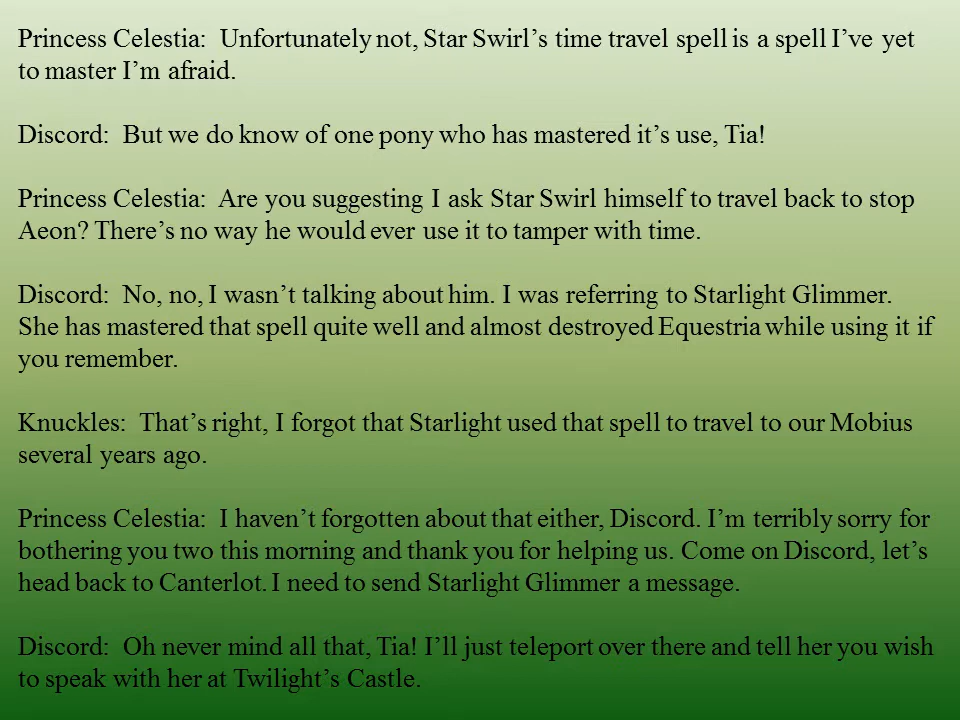 Princess Celestia:  Unfortunately not, Star Swirl’s time travel spell is a spell I’ve yet
to master I’m afraid.
Discord:  But we do know of one pony who has mastered it’s use, Tia!
Princess Celestia:  Are you suggesting I ask Star Swirl himself to travel back to stop
Aeon? There’s no way he would ever use it to tamper with time.
Discord:  No, no, I wasn’t talking about him. I was referring to Starlight Glimmer.
She has mastered that spell quite well and almost destroyed Equestria while using it if
you remember.
Knuckles:  That’s right, I forgot that Starlight used that spell to travel to our Mobius
several years ago.
Princess Celestia:  I haven’t forgotten about that either, Discord. I’m terribly sorry for
bothering you two this morning and thank you for helping us. Come on Discord, let’s
head back to Canterlot. I need to send Starlight Glimmer a message.
Discord:  Oh never mind all that, Tia! I’ll just teleport over there and tell her you wish
to speak with her at Twilight’s Castle.